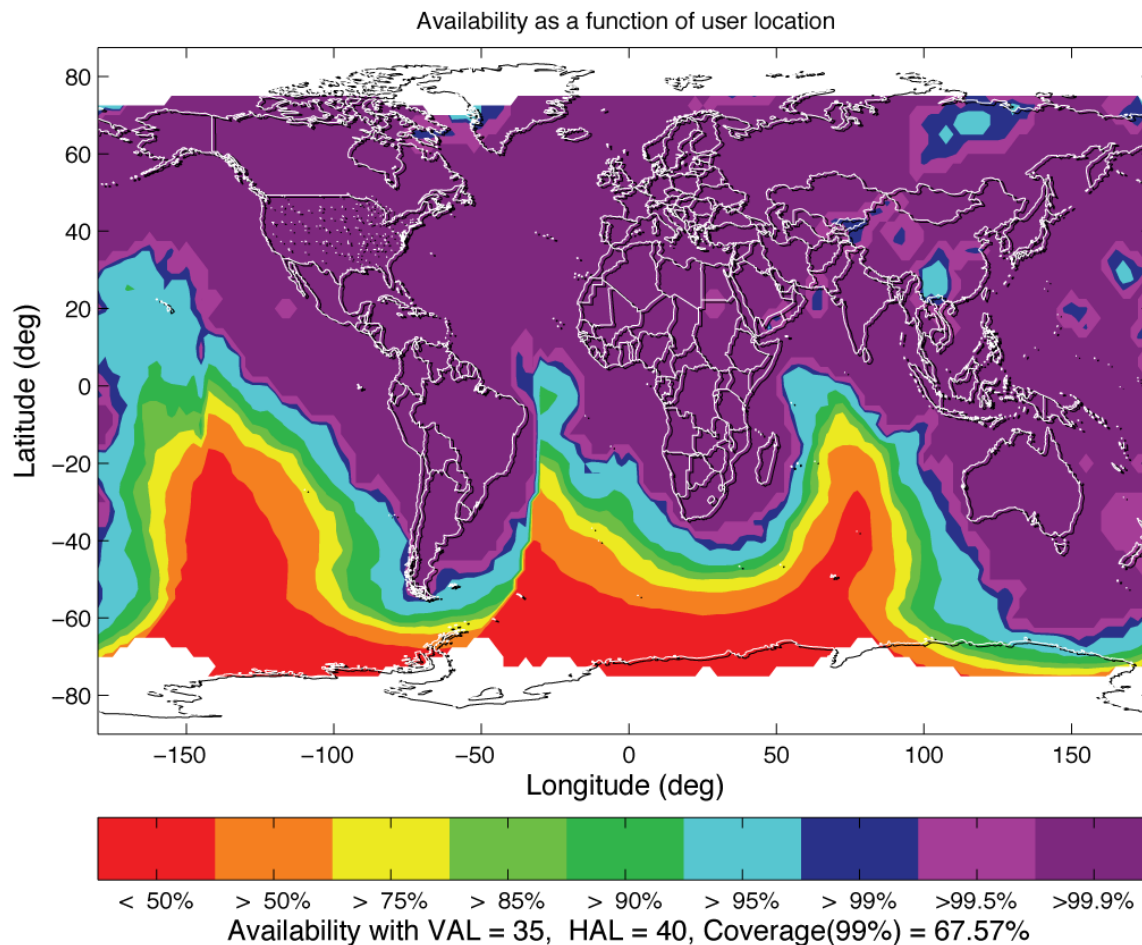 Availability as a function of user location
80
60
40
20
0
−20
−40
−60
−80
Latitude (deg)
−150 −100 −50 0 50 100 150
Longitude (deg)
< 50% > 50% > 75% > 85% > 90% > 95% > 99% >99.5% >99.9%
Availability with VAL = 35, HAL = 40, Coverage(99%) = 67.57%